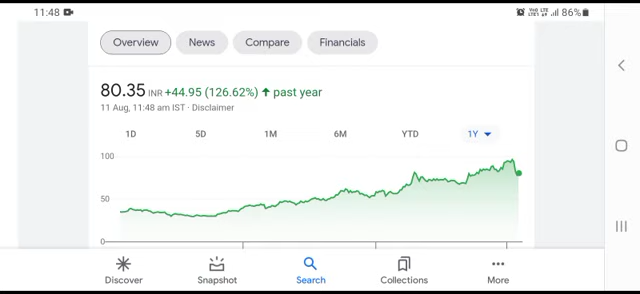 11:48 86%
Overview News Compare Financials
80.35 INR +44.95 (126.62%) ↑ past year
11 Aug, 11:48 am IST · Disclaimer
1D 5D 1M 6M YTD 1Y
100
50
0
Discover Snapshot Search Collections More